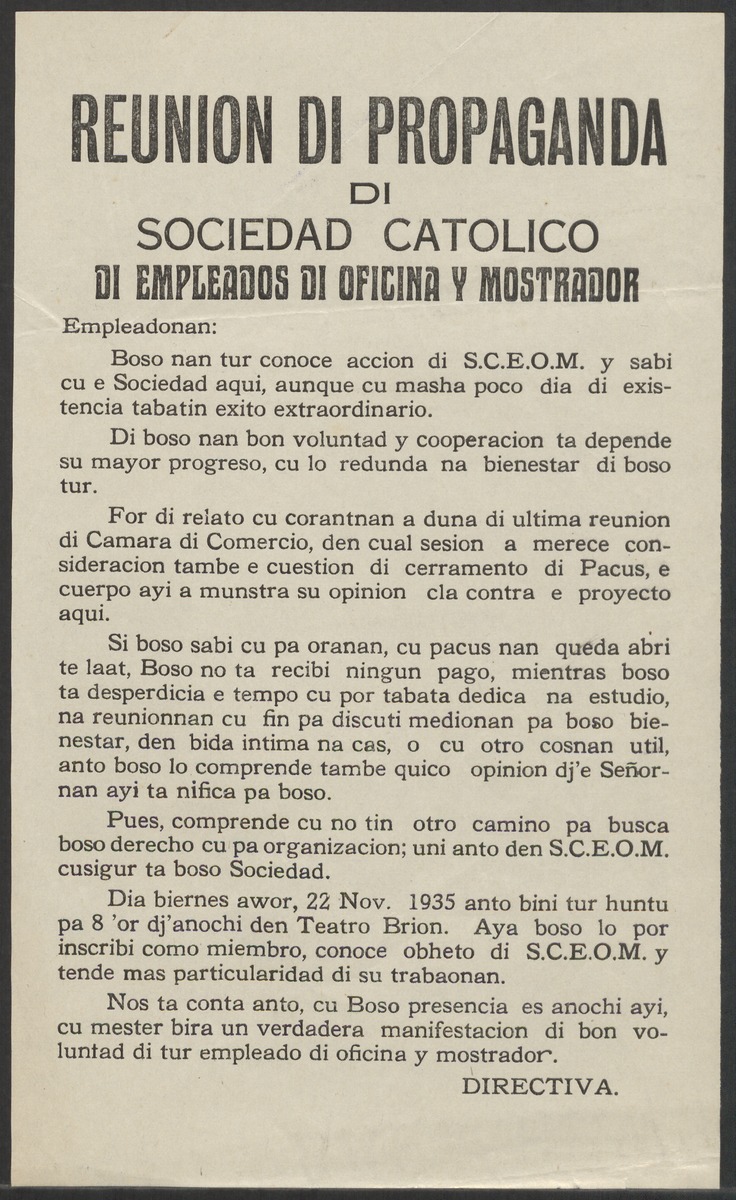 REUNION DI PROPAGANDA
DI
SOCIEDAD CATOLICO
DI EMPLEADOS DI OFICINA Y MOSTRADOR
Empleadonan:
Boso nan tur conoce accion di S.C.E.O.M. y sabi
cu e Sociedad aqui, aunque cu masha poco dia di exis-
tencia tabatin exito extraordinario.
Di boso nan bon voluntad y cooperacion ta depende
su mayor progreso, cu lo redunda na bienestar di boso
tur.
For di relato cu corantnan a duna di ultima reunion
di Camara di Comercio, den cual sesion a merece con-
sideracion tambe e cuestion di cerramento di Pacus, e
cuerpo ayi a munstra su opinion cla contra e proyecto
aqui.
Si boso sabi cu pa oranan, cu pacus nan queda abri
te laat, Boso no ta recibi ningun pago, mientras boso
ta desperdicia e tempo cu por tabata dedica na estudio,
na reunionnan cu fin pa discuti medionan pa boso bie-
nestar, den bida intima na cas, o cu otro cosnan util,
anto boso lo comprende tambe quico opinion dj'e Señor-
nan ayi ta nifica pa boso.
Pues, comprende cu no tin otro camino pa busca
boso derecho cu pa organizacion; uni anto den S.C.E.O.M.
cusigur ta boso Sociedad.
Dia biernes awor, 22 Nov. 1935 anto bini tur huntu
pa 8 'or dj'anochi den Teatro Brion. Aya boso lo por
inscribi como miembro, conoce obheto di S.C.E.O.M. y
tende mas particularidad di su trabaonan.
Nos ta conta anto, cu Boso presencia es anochi ayi,
cu mester bira un verdadera manifestacion di bon vo-
luntad di tur empleado di oficina y mostrador.
DIRECTIVA.